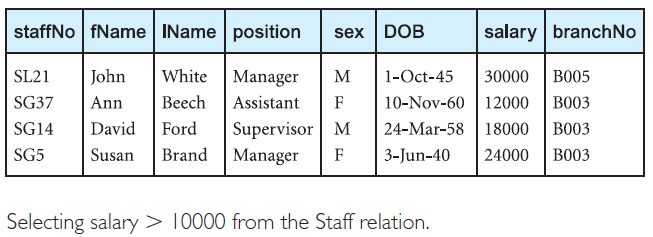 staffNo fName lName position sex DOB salary branchNo
SL21 John White Manager M 1-Oct-45 30000 B005
SG37 Ann Beech Assistant F 10-Nov-60 12000 B003
SG14 David Ford Supervisor M 24-Mar-58 18000 B003
SG5 Susan Brand Manager F 3-Jun-40 24000 B003
Selecting salary > 10000 from the Staff relation.